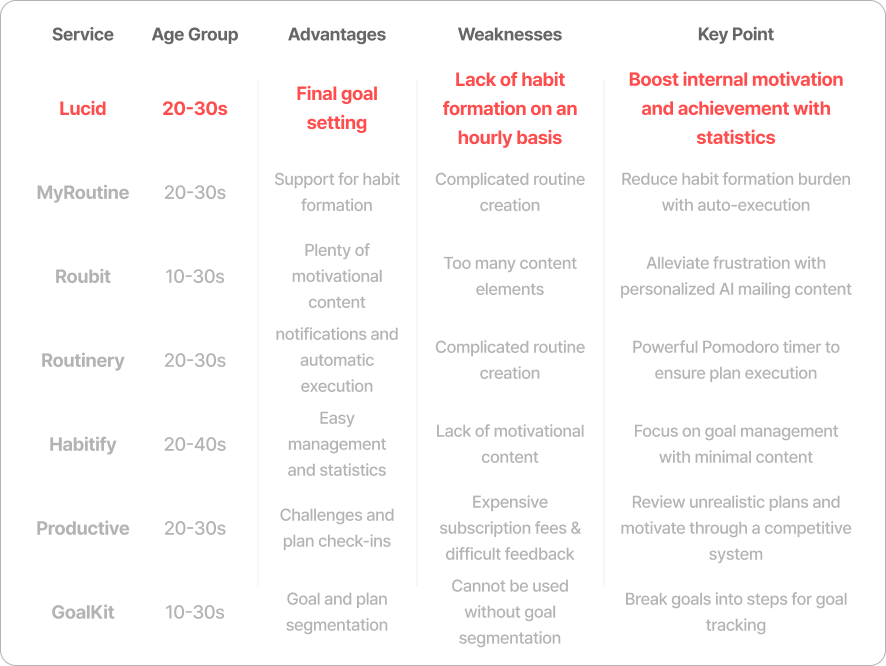 Service Age Group Advantages Weaknesses Key Point
Lucid
20-30s
Final goal
setting
Lack of habit
formation on an
hourly basis
Boost internal motivation
and achievement with
statistics
MyRoutine
20-30s
Support for habit
formation
Complicated routine
creation
Reduce habit formation burden
with auto-execution
Roubit
10-30s
Plenty of
motivational
content
Too many content
elements
Alleviate frustration with
personalized AI mailing content
Routinery
20-30s
notifications and
automatic
execution
Complicated routine
creation
Powerful Pomodoro timer to
ensure plan execution
Habitify
20-40s
Easy
management
and statistics
Lack of motivational
content
Focus on goal management
with minimal content
Productive
20-30s
Challenges and
plan check-ins
Expensive
subscription fees &
difficult feedback
Review unrealistic plans and
motivate through a competitive
system
GoalKit
10-30s
Goal and plan
segmentation
Cannot be used
without goal
segmentation
Break goals into steps for goal
tracking